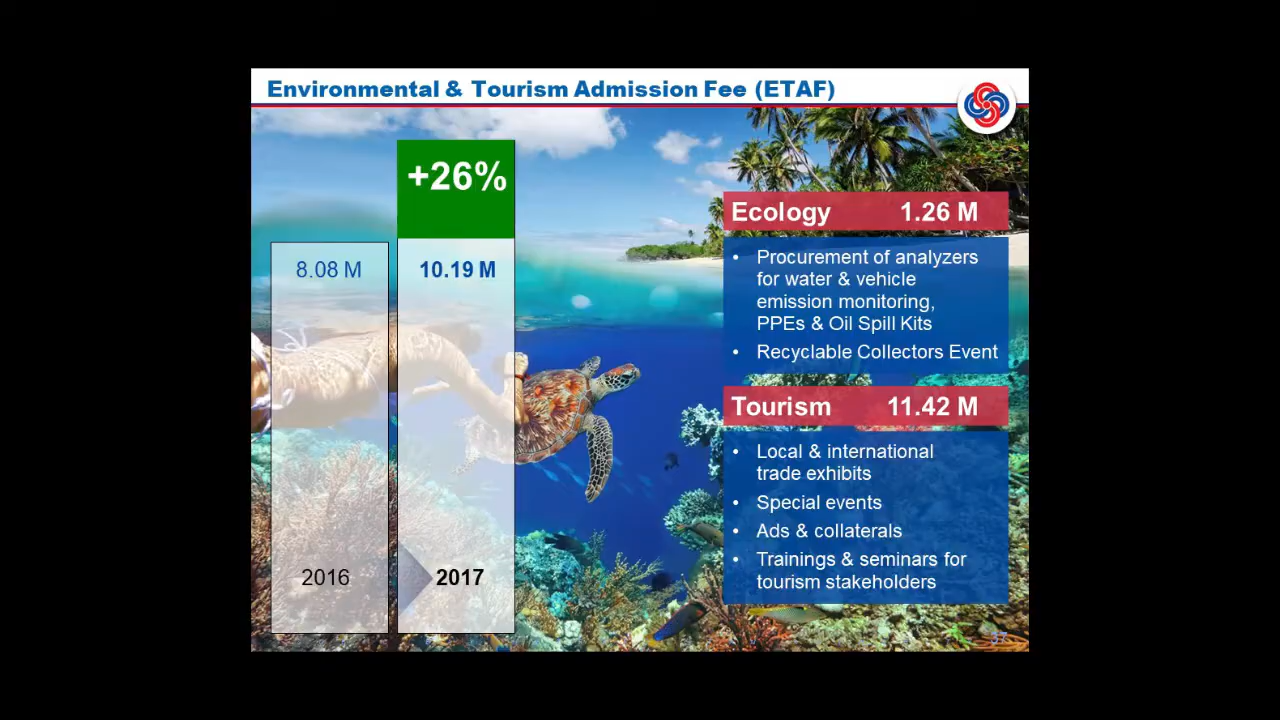 Environmental & Tourism Admission Fee (ETAF)
+26%
8.08 M
10.19 M
2016
2017
Ecology 1.26 M
• Procurement of analyzers
for water & vehicle
emission monitoring,
PPEs & Oil Spill Kits
• Recyclable Collectors Event
Tourism 11.42 M
• Local & international
trade exhibits
• Special events
• Ads & collaterals
• Trainings & seminars for
tourism stakeholders
37